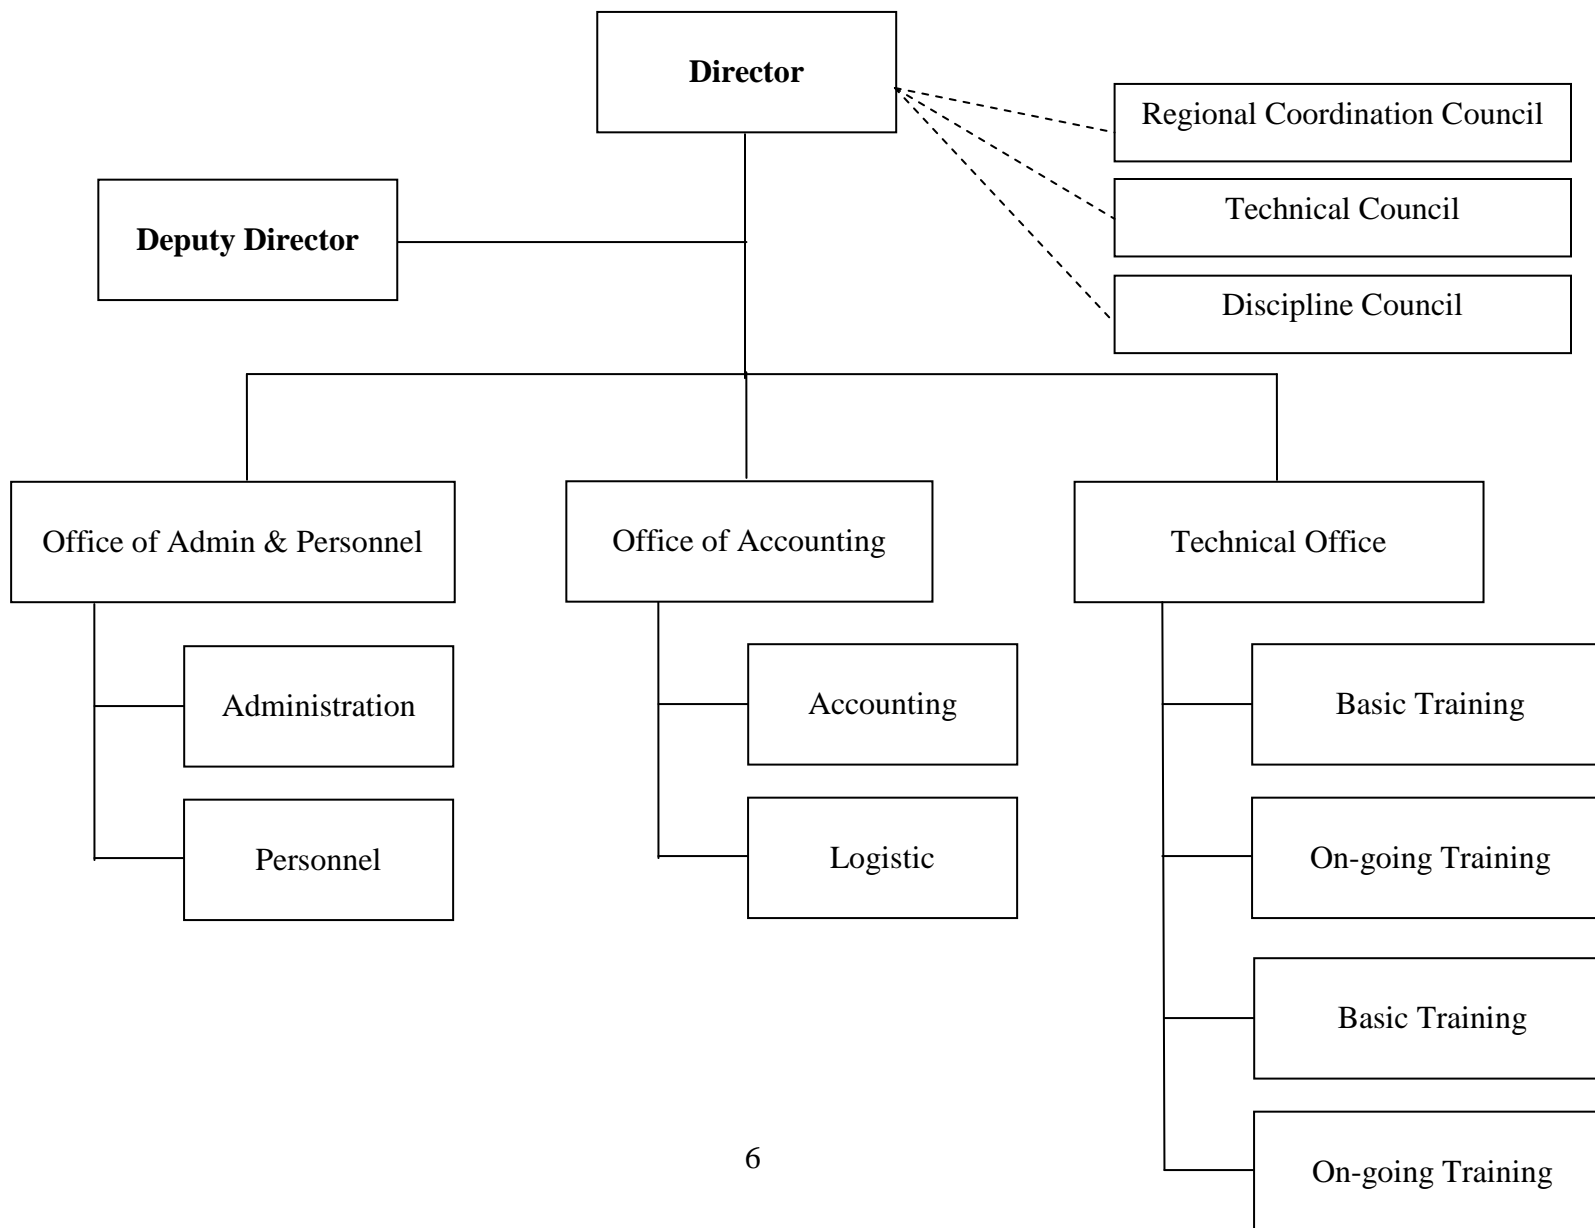 Director
Regional Coordination Council
Technical Council
Deputy Director
Discipline Council
Office of Admin & Personnel
Office of Accounting
Technical Office
Administration
Accounting
Basic Training
Personnel
Logistic
On-going Training
Basic Training
6
On-going Training